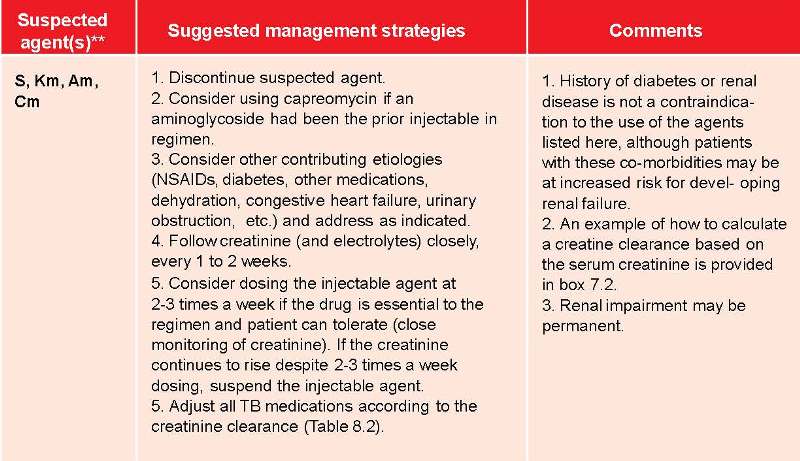 Suspected
agent(s)**
Suggested management strategies
Comments
S, Km, Am,
Cm
1. Discontinue suspected agent.
2. Consider using capreomycin if an
aminoglycoside had been the prior injectable in
regimen.
3. Consider other contributing etiologies
(NSAIDs, diabetes, other medications,
dehydration, congestive heart failure, urinary
obstruction, etc.) and address as indicated.
4. Follow creatinine (and electrolytes) closely,
every 1 to 2 weeks.
5. Consider dosing the injectable agent at
2-3 times a week if the drug is essential to the
regimen and patient can tolerate (close
monitoring of creatinine). If the creatinine
continues to rise despite 2-3 times a week
dosing, suspend the injectable agent.
5. Adjust all TB medications according to the
creatinine clearance (Table 8.2).
1. History of diabetes or renal
disease is not a contraindica-
tion to the use of the agents
listed here, although patients
with these co-morbidities may be
at increased risk for devel- oping
renal failure.
2. An example of how to calculate
a creatine clearance based on
the serum creatinine is provided
in box 7.2.
3. Renal impairment may be
permanent.